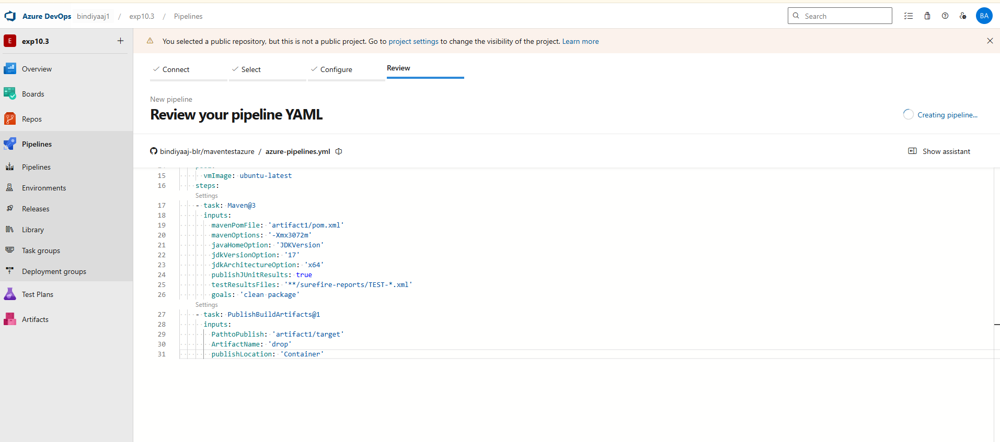 Azure DevOps bindiyaaj1 / exp10.3 / Pipelines Search BA
E exp10.3 +
You selected a public repository, but this is not a public project. Go to project settings to change the visibility of the project. Learn more
Overview
Boards
Repos
Pipelines
Pipelines
Environments
Releases
Library
Task groups
Deployment groups
Test Plans
Artifacts
Connect Select Configure Review
New pipeline
Review your pipeline YAML
Creating pipeline...
bindiyaaj-blr/maventestazure / azure-pipelines.yml
Show assistant
15 vmImage: ubuntu-latest
16 steps:
Settings
17 - task: Maven@3
18 inputs:
19 mavenPomFile: 'artifact1/pom.xml'
20 mavenOptions: '-Xmx3072m'
21 javaHomeOption: 'JDKVersion'
22 jdkVersionOption: '17'
23 jdkArchitectureOption: 'x64'
24 publishJUnitResults: true
25 testResultsFiles: '**/surefire-reports/TEST-*.xml'
26 goals: 'clean package'
Settings
27 - task: PublishBuildArtifacts@1
28 inputs:
29 PathtoPublish: 'artifact1/target'
30 ArtifactName: 'drop'
31 publishLocation: 'Container'